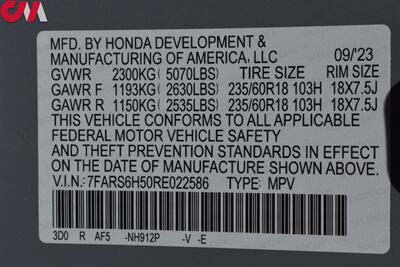 CM
MFD. BY HONDA DEVELOPMENT &
MANUFACTURING OF AMERICA, LLC 09/'23
GVWR 2300KG (5070LBS) TIRE SIZE RIM SIZE
GAWR F 1193KG (2630LBS) 235/60R18 103H 18X7.5J
GAWR R 1150KG (2535LBS) 235/60R18 103H 18X7.5J
THIS VEHICLE CONFORMS TO ALL APPLICABLE
FEDERAL MOTOR VEHICLE SAFETY
AND THEFT PREVENTION STANDARDS IN EFFECT
ON THE DATE OF MANUFACTURE SHOWN ABOVE.
V.I.N: 7FARS6H50RE022586 TYPE: MPV
3D0 R AF5 -NH912P -V -E